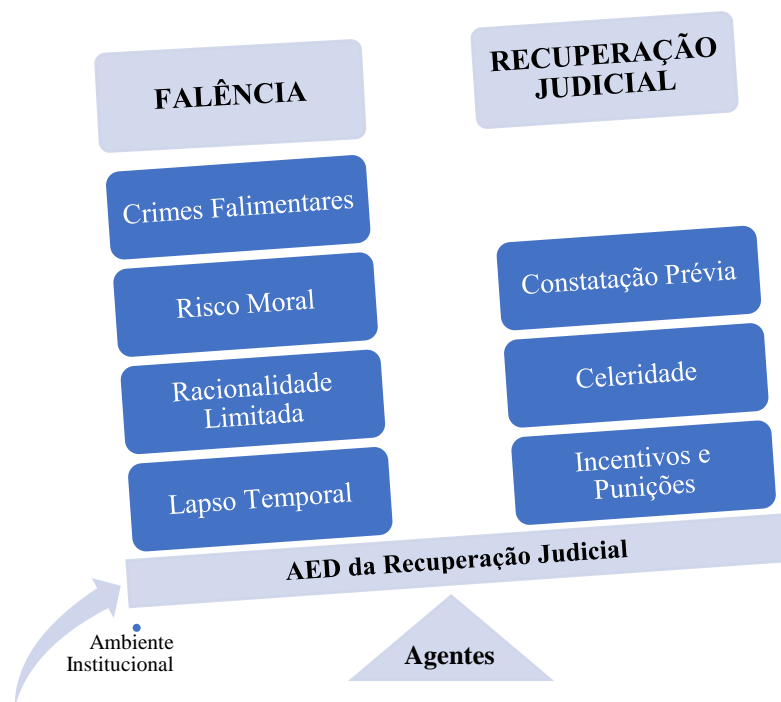 FALÊNCIA
Crimes Falimentares
Risco Moral
Racionalidade
Limitada
Lapso Temporal
RECUPERAÇÃO
JUDICIAL
Constatação Prévia
Celeridade
Incentivos e
Punições
AED da Recuperação Judicial
Ambiente
Institucional
Agentes